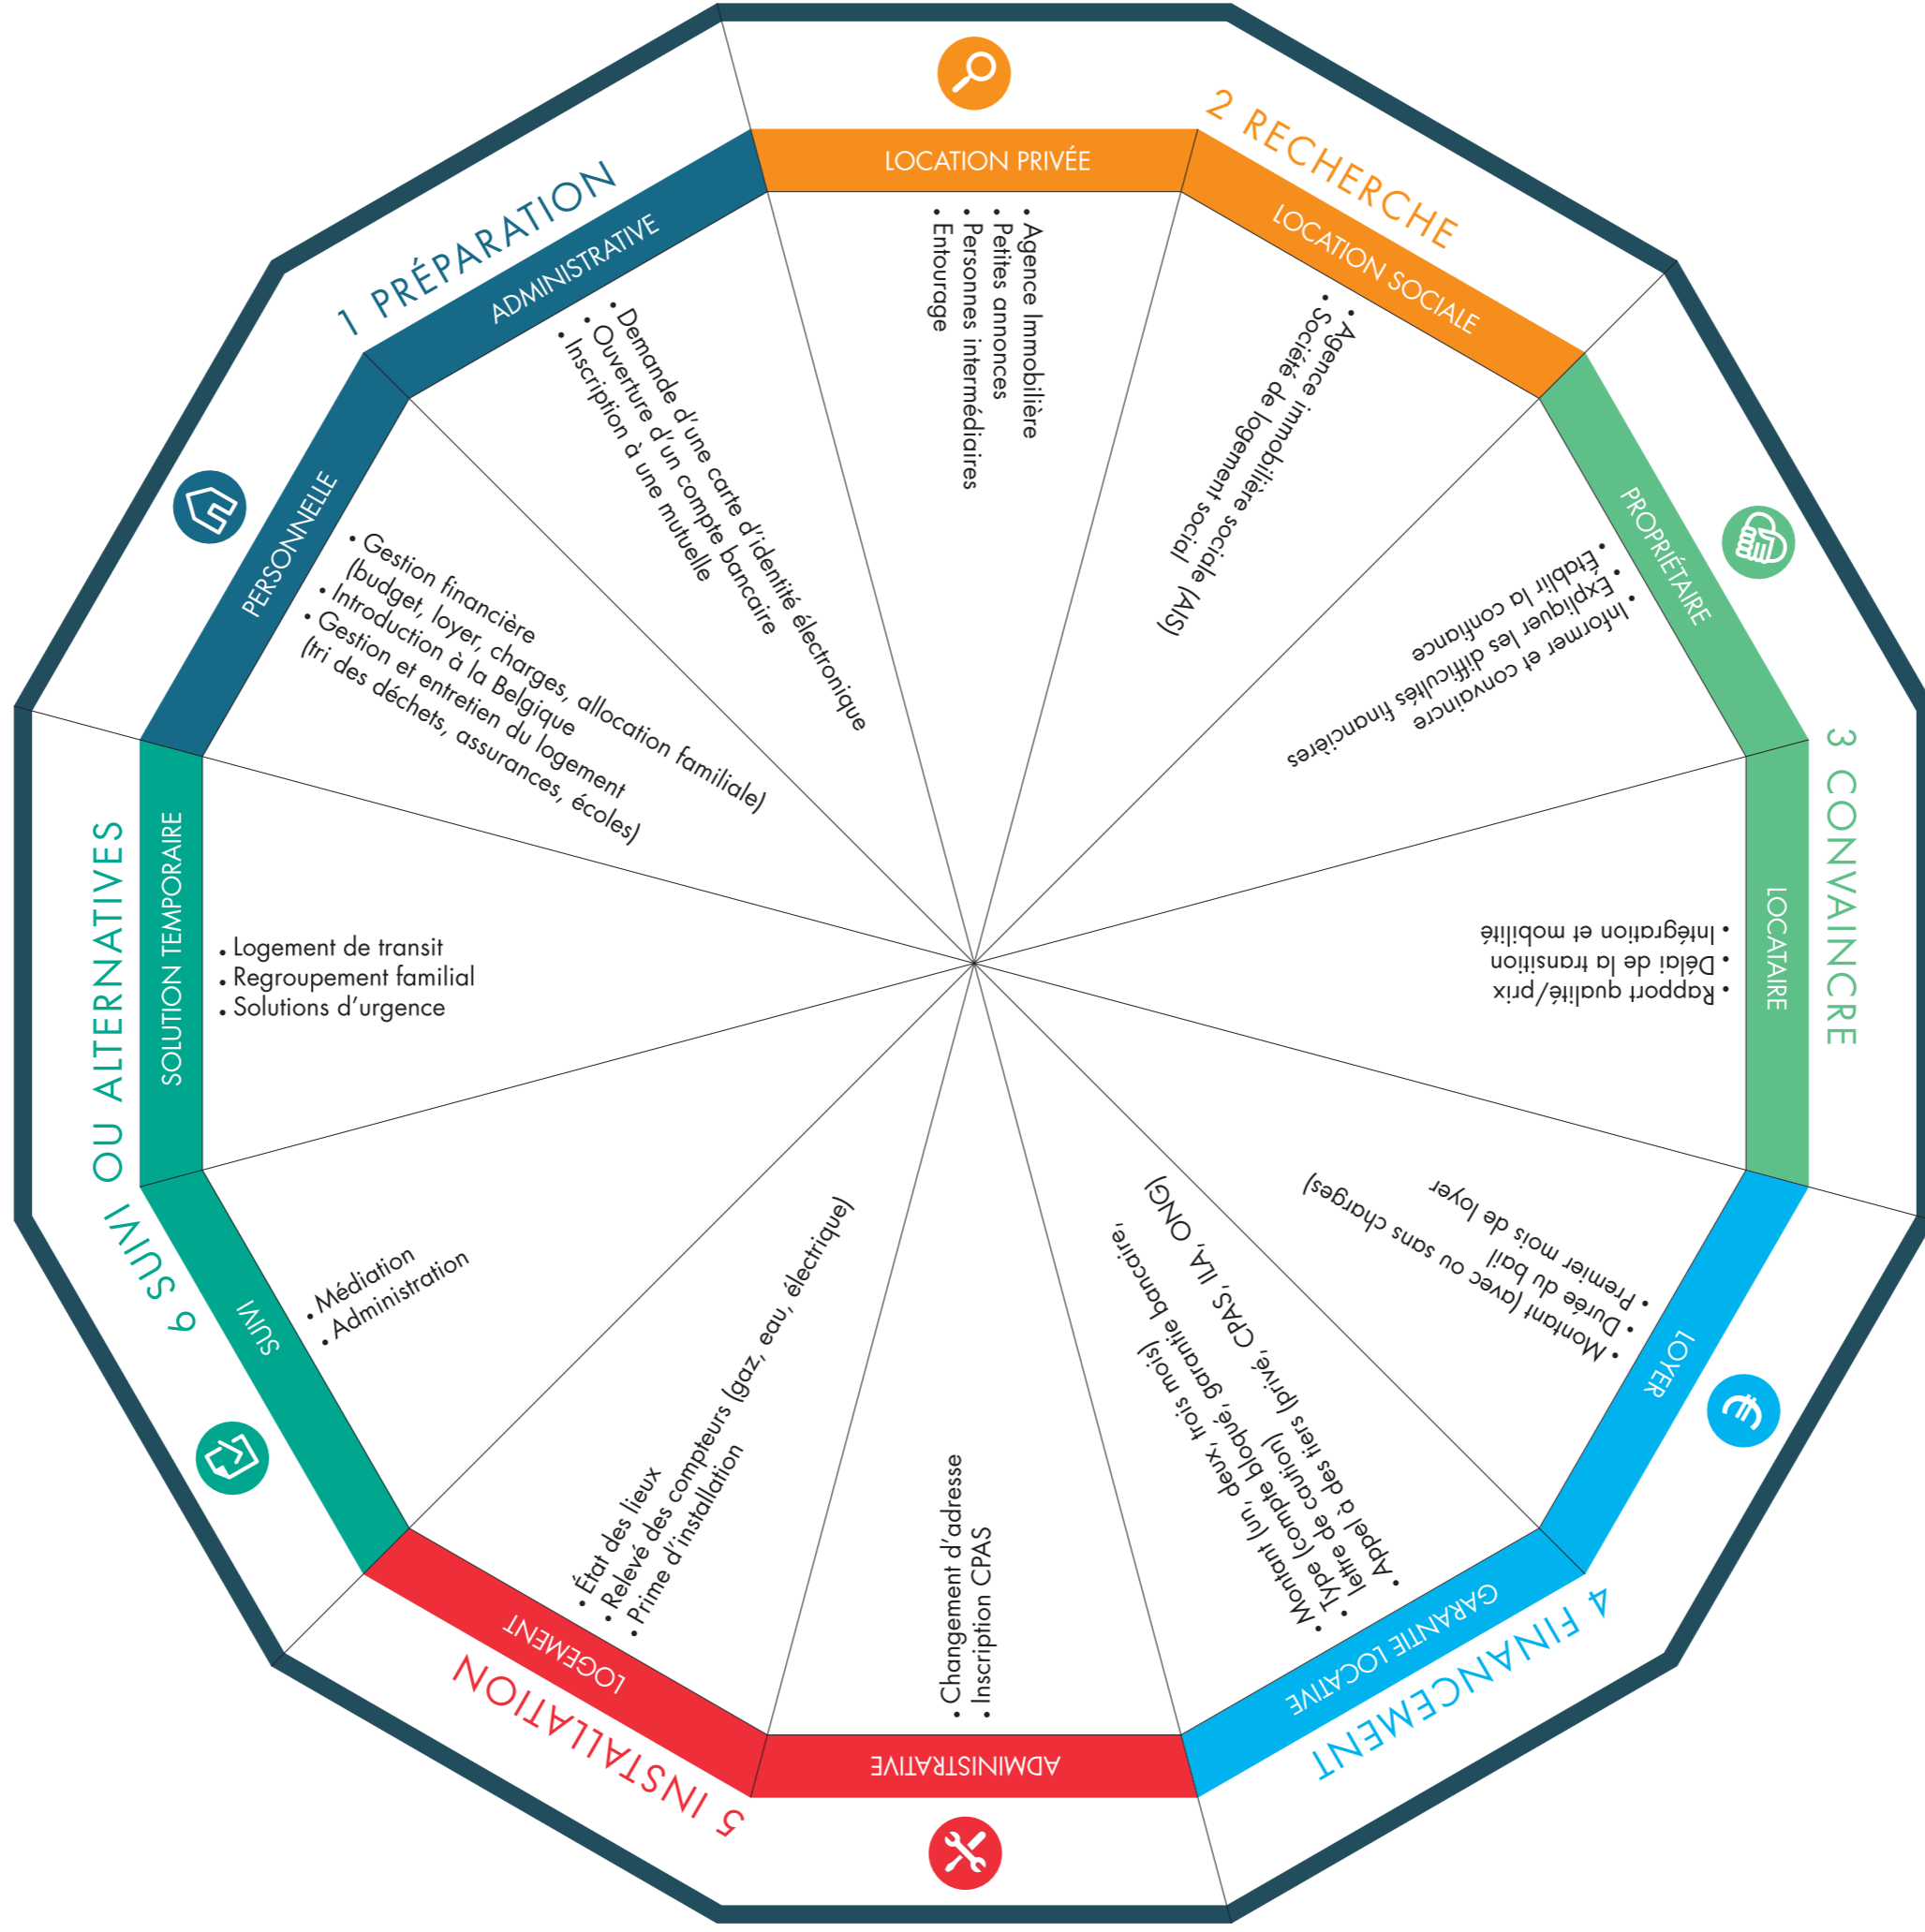 1 PRÉPARATION
PERSONNELLE
• Gestion financière
(budget, loyer, charges, allocation familiale)
• Introduction à la Belgique
• Gestion et entretien du logement
(tri des déchets, assurances, écoles)
ADMINISTRATIVE
• Demande d'une carte d'identité électronique
• Ouverture d'un compte bancaire
• Inscription à une mutuelle
2 RECHERCHE
LOCATION PRIVÉE
• Agence Immobilière
• Petites annonces
• Personnes intermédiaires
• Entourage
LOCATION SOCIALE
• Agence immobilière sociale (AIS)
• Société de logement social
3 CONVAINCRE
PROPRIÉTAIRE
• Informer et convaincre
• Expliquer les difficultés financières
• Établir la confiance
LOCATAIRE
• Rapport qualité/prix
• Délai de la transition
• Intégration et mobilité
4 FINANCEMENT
LOYER
• Montant (avec ou sans charges)
• Durée du bail
• Premier mois de loyer
GARANTIE LOCATIVE
• Montant (un, deux, trois mois)
• Type (compte bloqué, garantie bancaire,
lettre de caution)
• Appel à des tiers (privé, CPAS, ILA, ONG)
5 INSTALLATION
ADMINISTRATIVE
• Changement d'adresse
• Inscription CPAS
LOGEMENT
• État des lieux
• Relevé des compteurs (gaz, eau, électrique)
• Prime d'installation
6 SUIVI OU ALTERNATIVES
SUIVI
• Médiation
• Administration
SOLUTION TEMPORAIRE
• Logement de transit
• Regroupement familial
• Solutions d'urgence
€